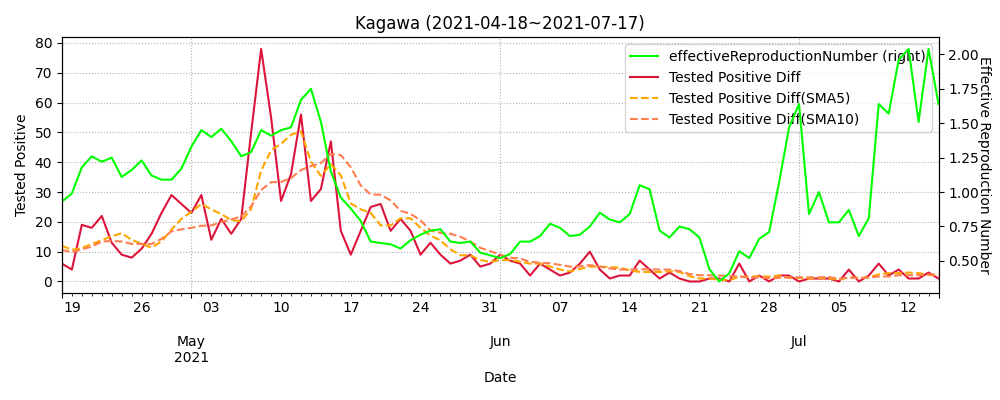 Kagawa (2021-04-18~2021-07-17)
effectiveReproductionNumber (right)
Tested Positive Diff
Tested Positive Diff(SMA5)
Tested Positive Diff(SMA10)
Tested Positive
80
70
60
50
40
30
20
10
0
2.00
1.75
1.50
1.25
1.00
0.75
0.50
Effective Reproduction Number
19 26 03 10 17 24 31 07 14 21 28 05 12
May Jun Jul
2021
Date